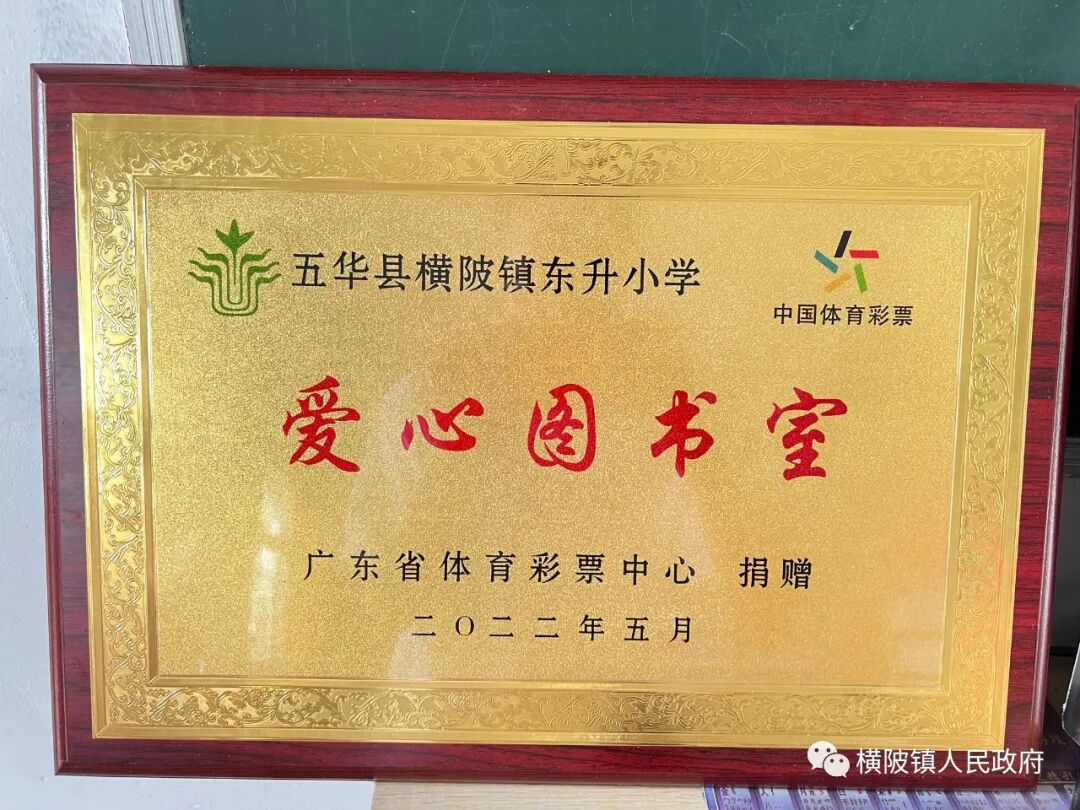 五华县横陂镇东升小学
中国体育彩票
爱心图书室
广东省体育彩票中心 捐赠
二〇二二年五月
横陂镇人民政府